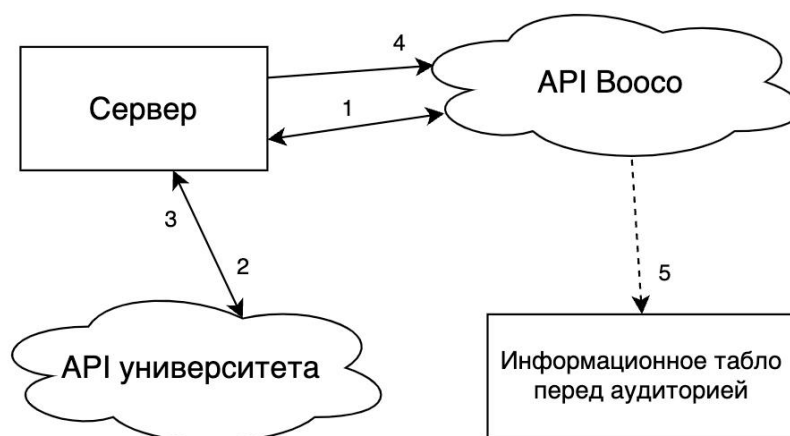 4
API Booco
Сервер
1
3
2
5
API университета
Информационное табло
перед аудиторией